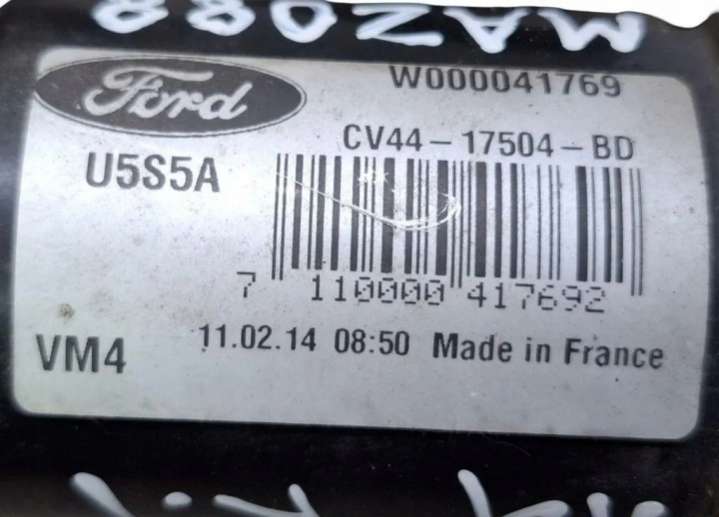 MAZ088
Ford
W000041769
CV44-17504-BD
U5S5A
7 110000 417692
11.02.14 08:50 Made in France
VM4